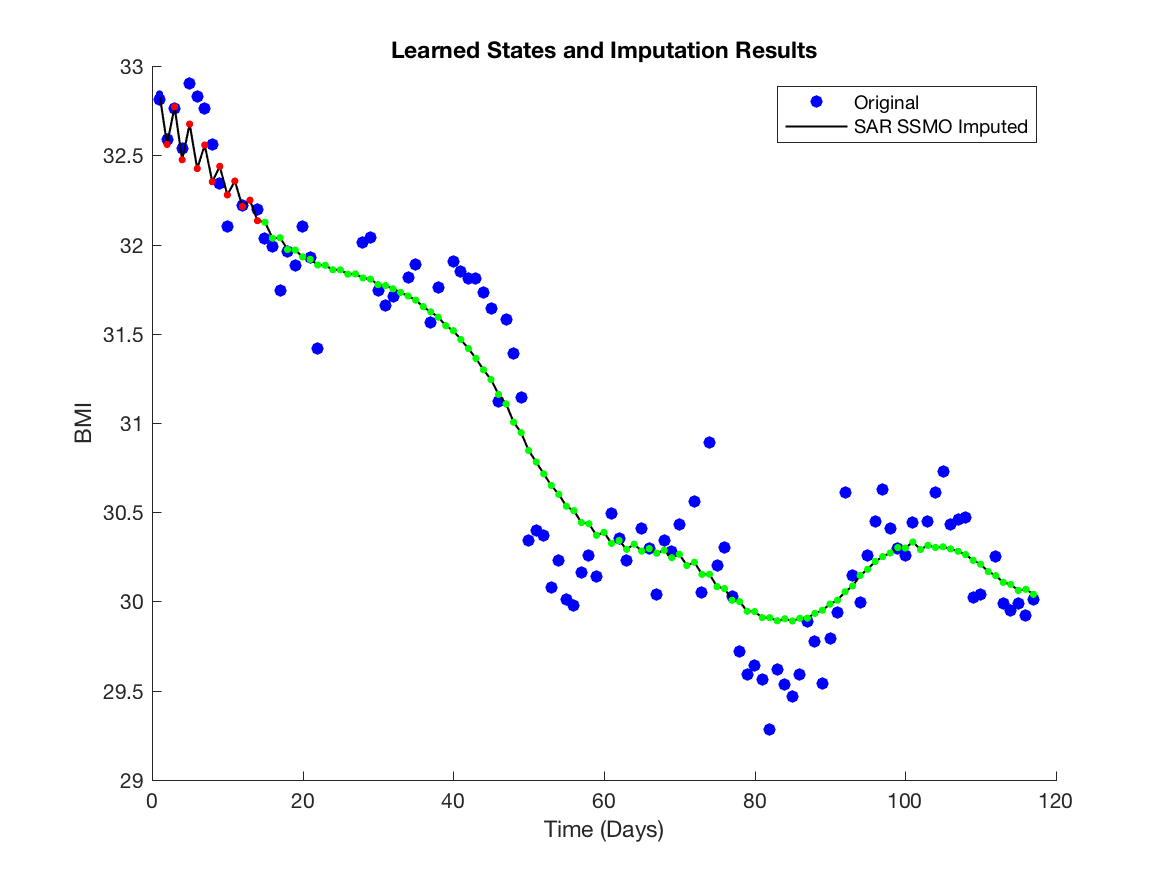 Learned States and Imputation Results
Original
SAR SSMO Imputed
33
32.5
32
31.5
31
30.5
30
29.5
29
BMI
0 20 40 60 80 100 120
Time (Days)